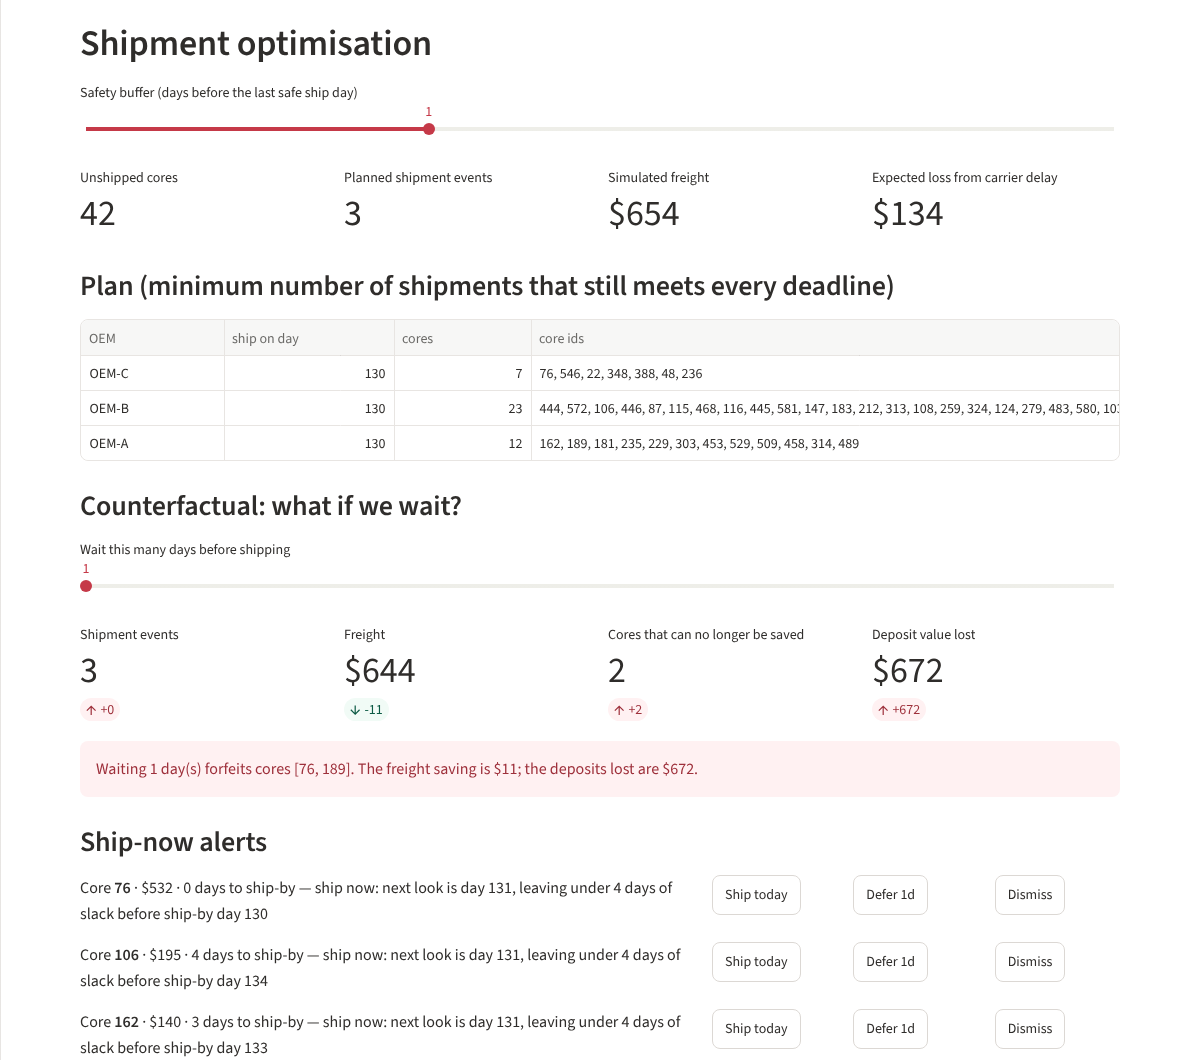 Shipment optimisation
Safety buffer (days before the last safe ship day)
1
Unshipped cores
Planned shipment events
Simulated freight
Expected loss from carrier delay
42
3
$654
$134
Plan (minimum number of shipments that still meets every deadline)
OEM
ship on day
cores
core ids
OEM-C
130
7
76, 546, 22, 348, 388, 48, 236
OEM-B
130
23
444, 572, 106, 446, 87, 115, 468, 116, 445, 581, 147, 183, 212, 313, 108, 259, 324, 124, 279, 483, 580,
OEM-A
130
12
162, 189, 181, 235, 229, 303, 453, 529, 509, 458, 314, 489
Counterfactual: what if we wait?
Wait this many days before shipping
1
Shipment events
Freight
Cores that can no longer be saved
Deposit value lost
3
$644
2
$672
↑ +0
↓ -11
↑ +2
↑ +672
Waiting 1 day(s) forfeits cores [76, 189]. The freight saving is $11; the deposits lost are $672.
Ship-now alerts
Core 76 · $532 · 0 days to ship-by — ship now: next look is day 131, leaving under 4 days of
slack before ship-by day 130
Ship today
Defer 1d
Dismiss
Core 106 · $195 · 4 days to ship-by — ship now: next look is day 131, leaving under 4 days of
slack before ship-by day 134
Ship today
Defer 1d
Dismiss
Core 162 · $140 · 3 days to ship-by — ship now: next look is day 131, leaving under 4 days of
slack before ship-by day 133
Ship today
Defer 1d
Dismiss